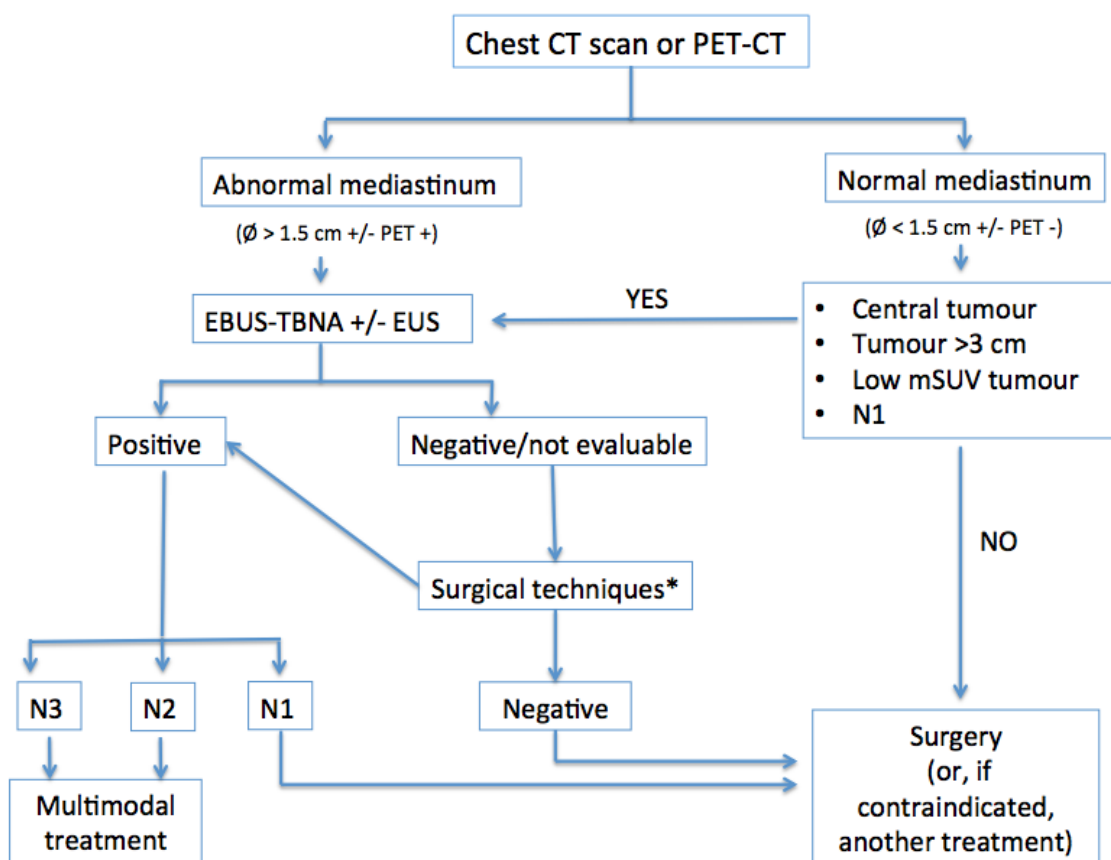 Chest CT scan or PET-CT
Abnormal mediastinum
Normal mediastinum
(Ø > 1.5 cm +/- PET +)
(Ø < 1.5 cm +/- PET -)
EBUS-TBNA +/- EUS
YES
• Central tumour
• Tumour >3 cm
• Low mSUV tumour
• N1
Positive
Negative/not evaluable
NO
Surgical techniques*
N3
N2
N1
Negative
Surgery
(or, if
contraindicated,
another treatment)
Multimodal
treatment